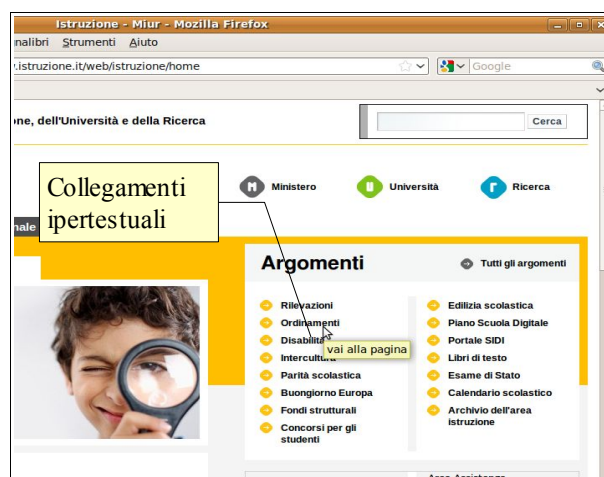 Istruzione - Miur - Mozilla Firefox
nalibri Strumenti Aiuto
.istruzione.it/web/istruzione/home
Google
one, dell'Università e della Ricerca
Cerca
Collegamenti
ipertestuali
Ministero
Università
Ricerca
nale
Argomenti
Tutti gli argomenti
Rilevazioni
Ordinamenti
Disabilità
vai alla pagina
Intercultura
Parità scolastica
Buongiorno Europa
Fondi strutturali
Concorsi per gli
studenti
Edilizia scolastica
Piano Scuola Digitale
Portale SIDI
Libri di testo
Esame di Stato
Calendario scolastico
Archivio dell'area
istruzione
Area Assistenza